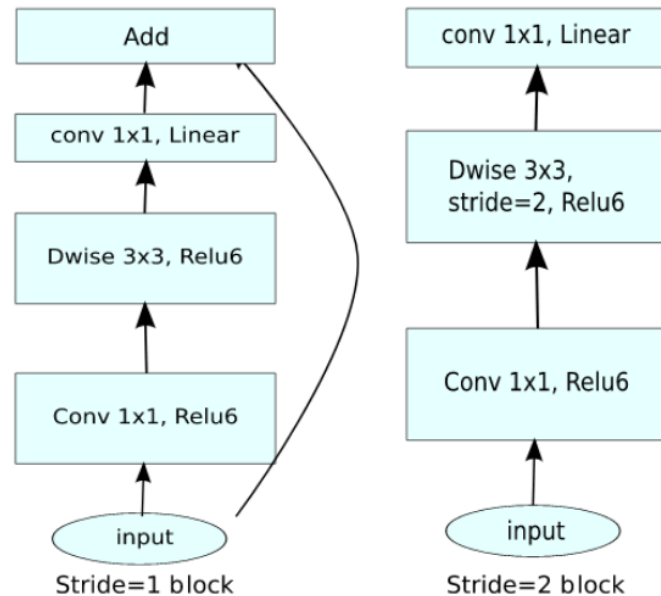 Add
conv 1x1, Linear
Dwise 3x3, Relu6
Conv 1x1, Relu6
input
Stride=1 block
conv 1x1, Linear
Dwise 3x3,
stride=2, Relu6
Conv 1x1, Relu6
input
Stride=2 block